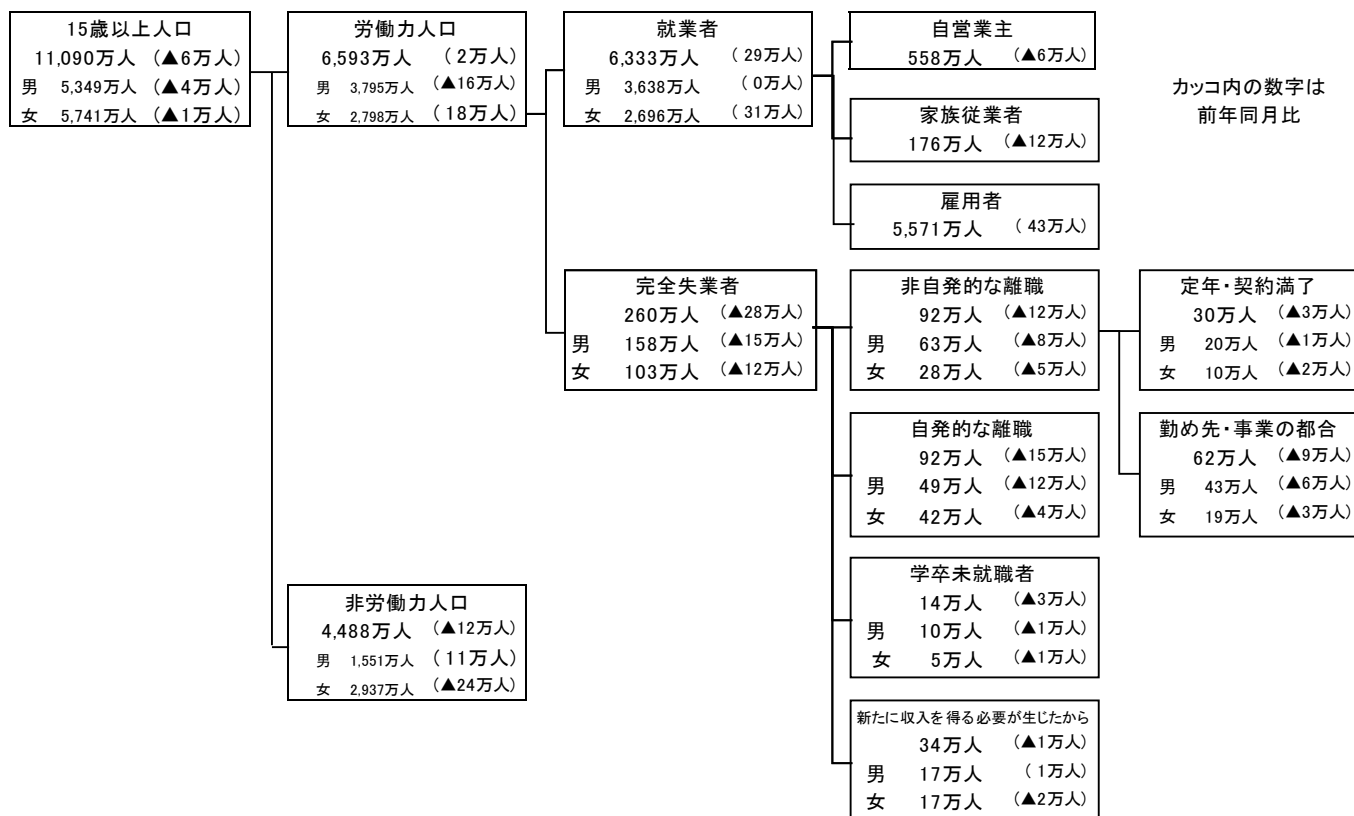 15歳以上人口
11,090万人 (▲6万人)
男 5,349万人 (▲4万人)
女 5,741万人 (▲1万人)
労働力人口
6,593万人 (2万人)
男 3,795万人 (▲16万人)
女 2,798万人 (18万人)
就業者
6,333万人 (29万人)
男 3,638万人 (0万人)
女 2,696万人 (31万人)
自営業主
558万人 (▲6万人)
家族従業者
176万人 (▲12万人)
雇用者
5,571万人 (43万人)
カッコ内の数字は
前年同月比
完全失業者
260万人 (▲28万人)
男 158万人 (▲15万人)
女 103万人 (▲12万人)
非自発的な離職
92万人 (▲12万人)
男 63万人 (▲8万人)
女 28万人 (▲5万人)
定年・契約満了
30万人 (▲3万人)
男 20万人 (▲1万人)
女 10万人 (▲2万人)
自発的な離職
92万人 (▲15万人)
男 49万人 (▲12万人)
女 42万人 (▲4万人)
勤め先・事業の都合
62万人 (▲9万人)
男 43万人 (▲6万人)
女 19万人 (▲3万人)
学卒未就職者
14万人 (▲3万人)
男 10万人 (▲1万人)
女 5万人 (▲1万人)
非労働力人口
4,488万人 (▲12万人)
男 1,551万人 (11万人)
女 2,937万人 (▲24万人)
新たに収入を得る必要が生じたから
34万人 (▲1万人)
男 17万人 (1万人)
女 17万人 (▲2万人)